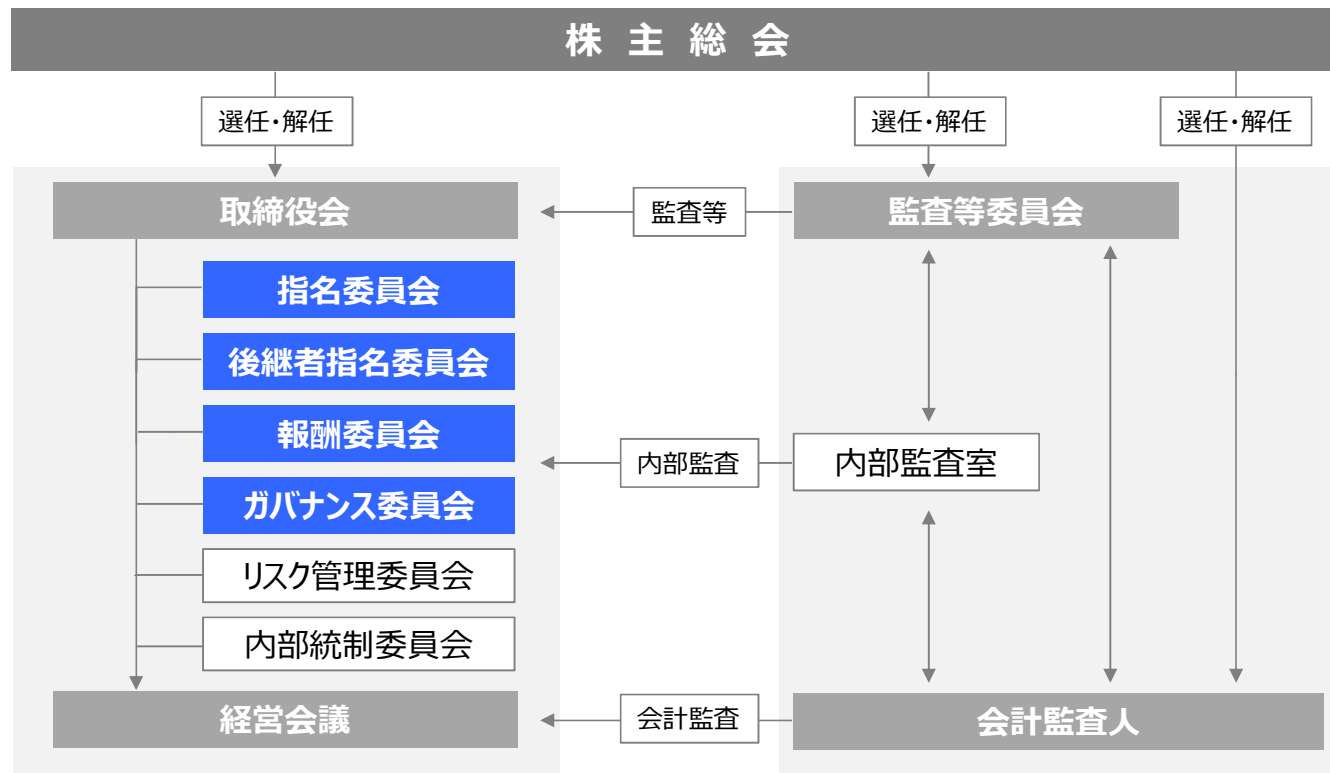 株主総会
選任・解任
選任・解任
選任・解任
取締役会
監査等
監査等委員会
指名委員会
後継者指名委員会
報酬委員会
内部監査
内部監査室
ガバナンス委員会
リスク管理委員会
内部統制委員会
経営会議
会計監査
会計監査人